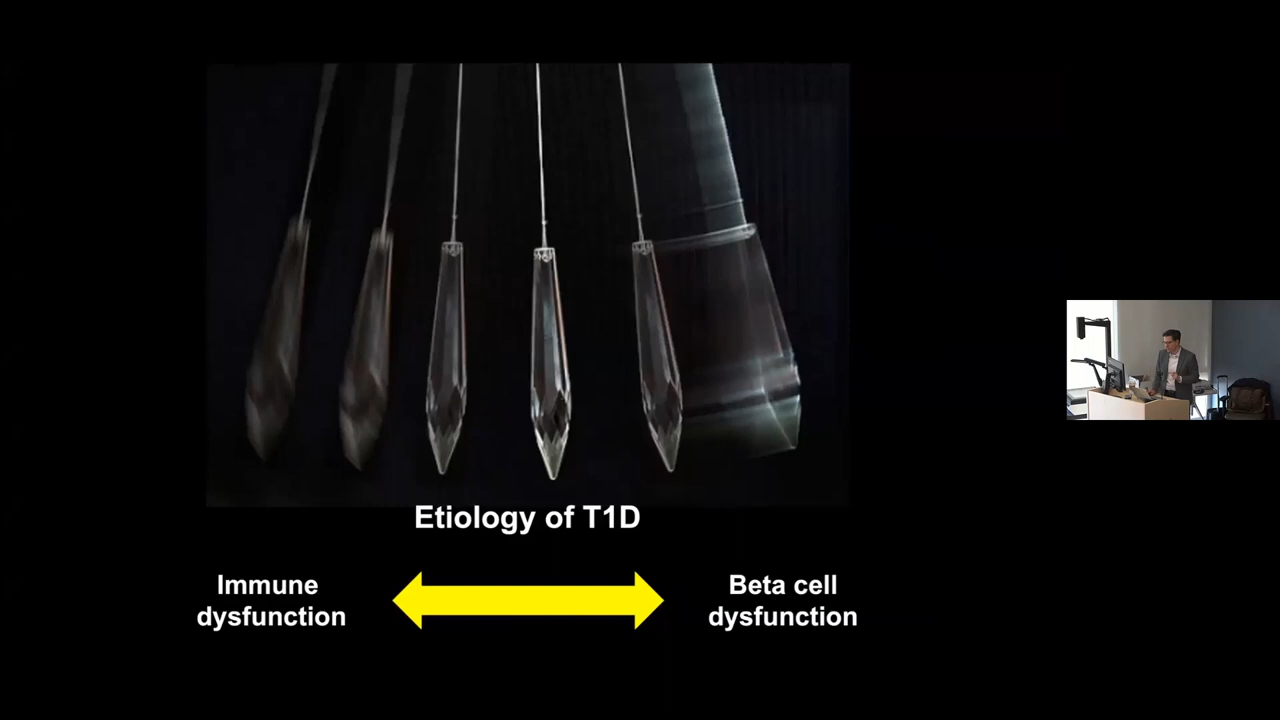 Etiology of T1D
Immune
dysfunction
Beta cell
dysfunction